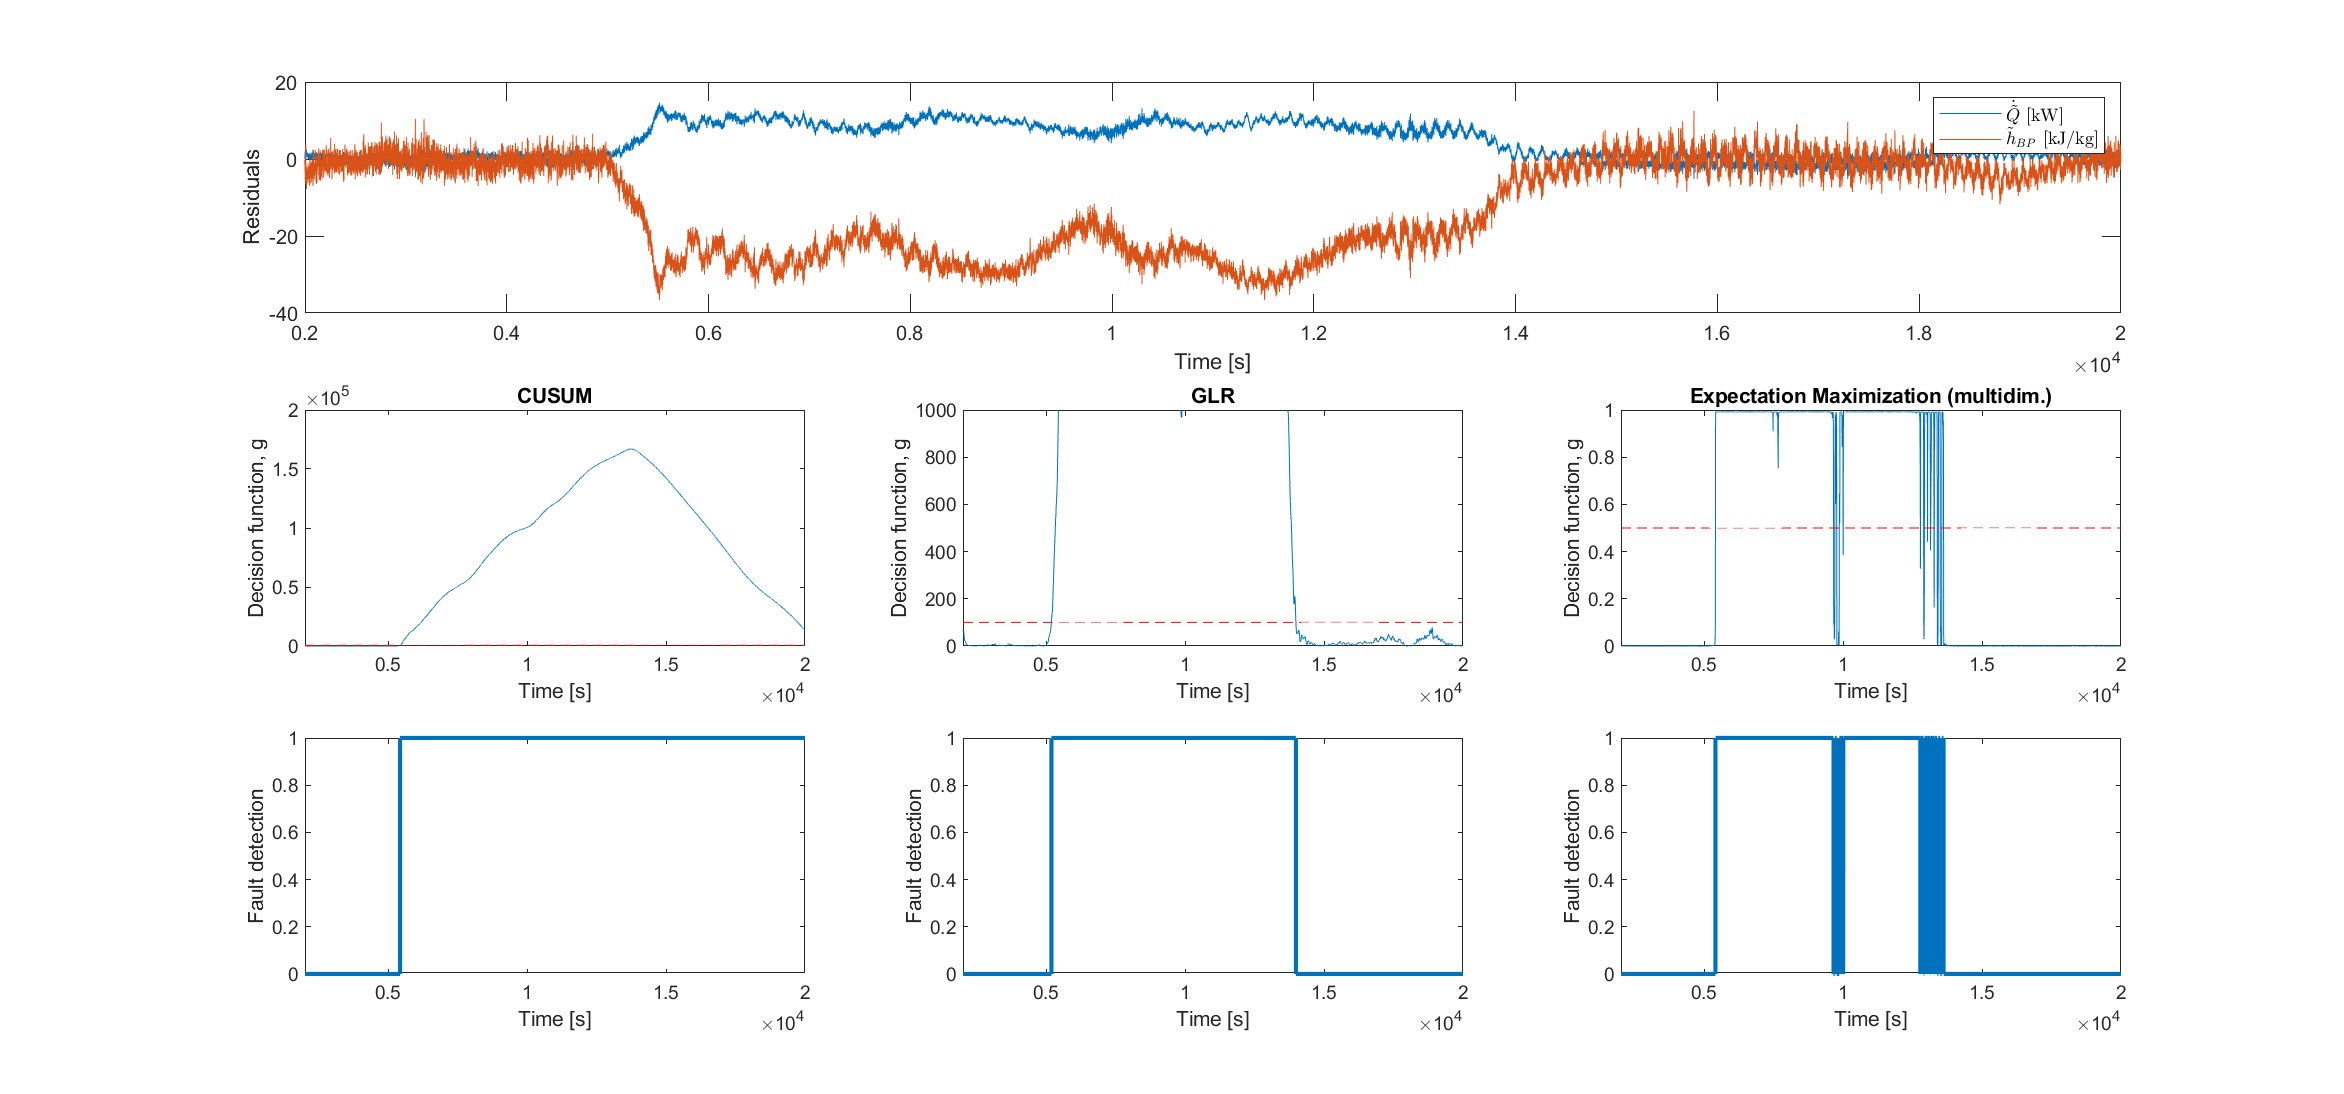 20
0
-20
-40
Residuals
Q̃̇ [kW]
h̃_BP [kJ/kg]
0.2 0.4 0.6 0.8 1 1.2 1.4 1.6 1.8 2
Time [s]
×10^4
CUSUM
×10^5
2
1.5
1
0.5
0
Decision function, g
0.5 1 1.5 2
Time [s]
×10^4
GLR
1000
800
600
400
200
0
Decision function, g
0.5 1 1.5 2
Time [s]
×10^4
Expectation Maximization (multidim.)
1
0.8
0.6
0.4
0.2
0
Decision function, g
0.5 1 1.5 2
Time [s]
×10^4
1
0.8
0.6
0.4
0.2
0
Fault detection
0.5 1 1.5 2
Time [s]
×10^4
1
0.8
0.6
0.4
0.2
0
Fault detection
0.5 1 1.5 2
Time [s]
×10^4
1
0.8
0.6
0.4
0.2
0
Fault detection
0.5 1 1.5 2
Time [s]
×10^4